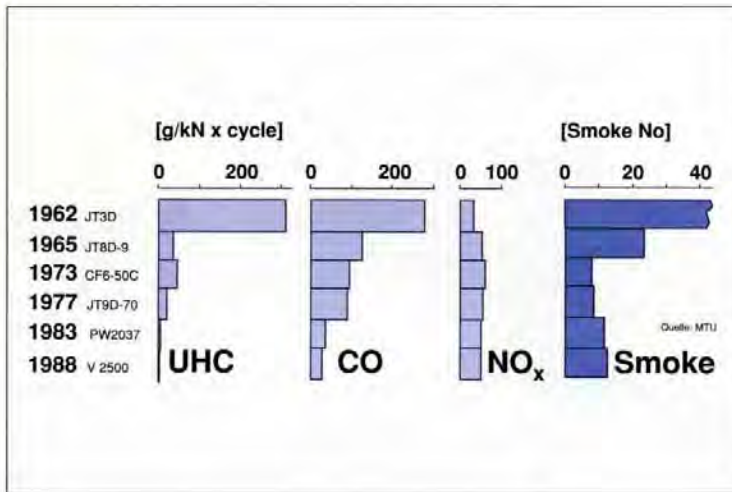 [g/kN x cycle] [Smoke No]
0 200 0 200 0 100 0 20 40
1962 JT3D
1965 JT8D-9
1973 CF6-50C
1977 JT9D-70
1983 PW2037 Quelle: MTU
1988 V 2500 UHC CO NOx Smoke